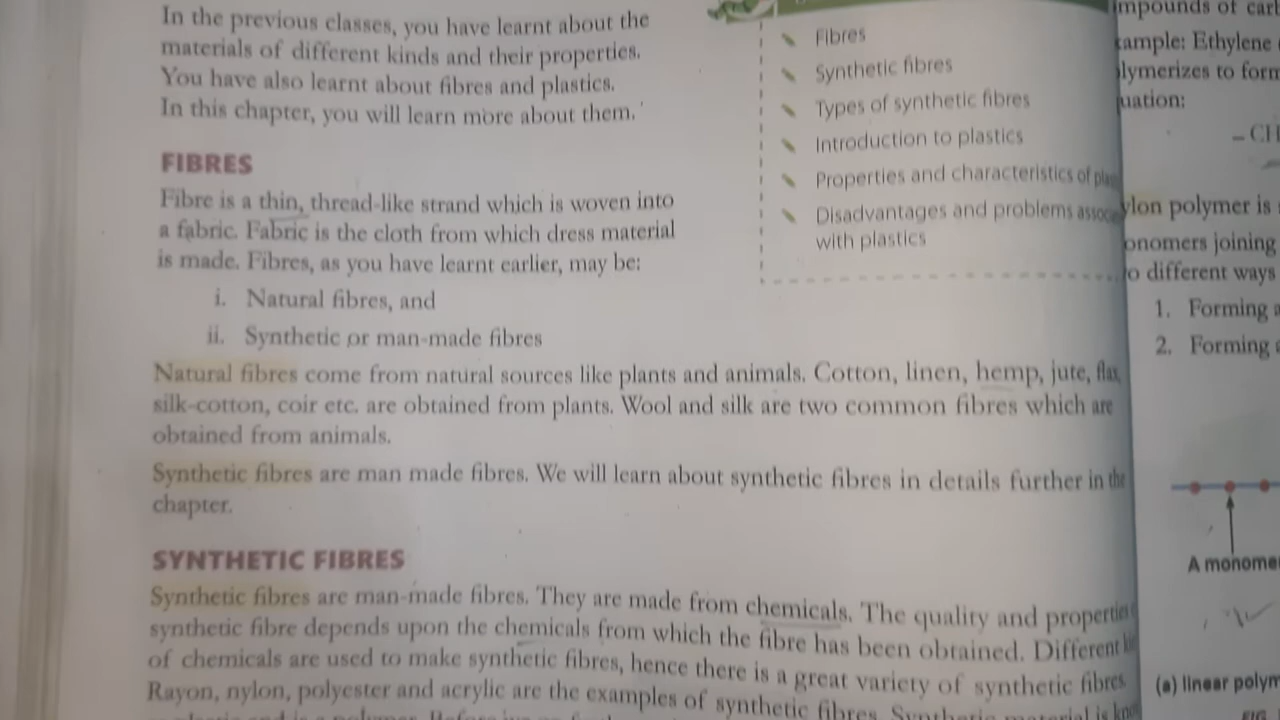 In the previous classes, you have learnt about the
materials of different kinds and their properties.
You have also learnt about fibres and plastics.
In this chapter, you will learn more about them.
FIBRES
Fibre is a thin, thread-like strand which is woven into
a fabric. Fabric is the cloth from which dress material
is made. Fibres, as you have learnt earlier, may be:
i. Natural fibres, and
ii. Synthetic or man-made fibres
Fibres
Synthetic fibres
Types of synthetic fibres
Introduction to plastics
Properties and characteristics of
Disadvantages and problems
with plastics
Natural fibres come from natural sources like plants and animals. Cotton, linen, hemp, jute, flax,
silk-cotton, coir etc. are obtained from plants. Wool and silk are two common fibres which are
obtained from animals.
Synthetic fibres are man made fibres. We will learn about synthetic fibres in details further in the
chapter.
SYNTHETIC FIBRES
Synthetic fibres are man-made fibres. They are made from chemicals. The quality and properties
synthetic fibre depends upon the chemicals from which the fibre has been obtained. Different
of chemicals are used to make synthetic fibres, hence there is a great variety of synthetic fibres.
Rayon, nylon, polyester and acrylic are the examples of synthetic fibres. Synthetic material is
mpounds of
ample: Ethylene
lymerizes to form
uation:
– CH
ylon polymer is
onomers joining
o different ways
1. Forming
2. Forming
A monome
(a) linear polym